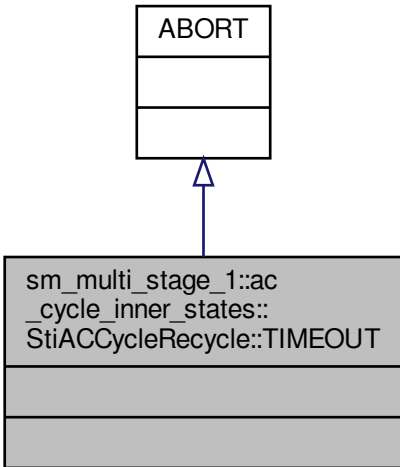 ABORT
sm_multi_stage_1::ac
_cycle_inner_states::
StiACCycleRecycle::TIMEOUT